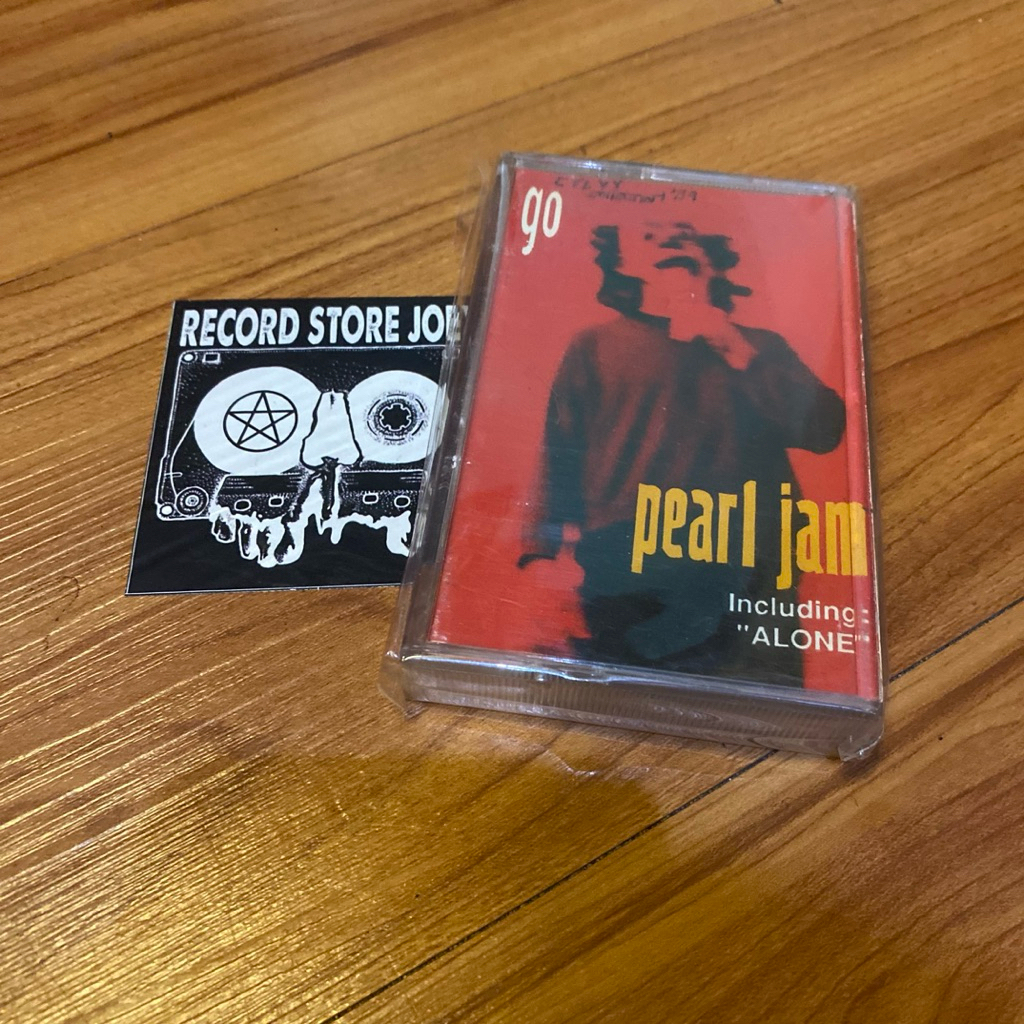 go
RECORD STORE JOE
pearl jam
Including:
"ALONE"